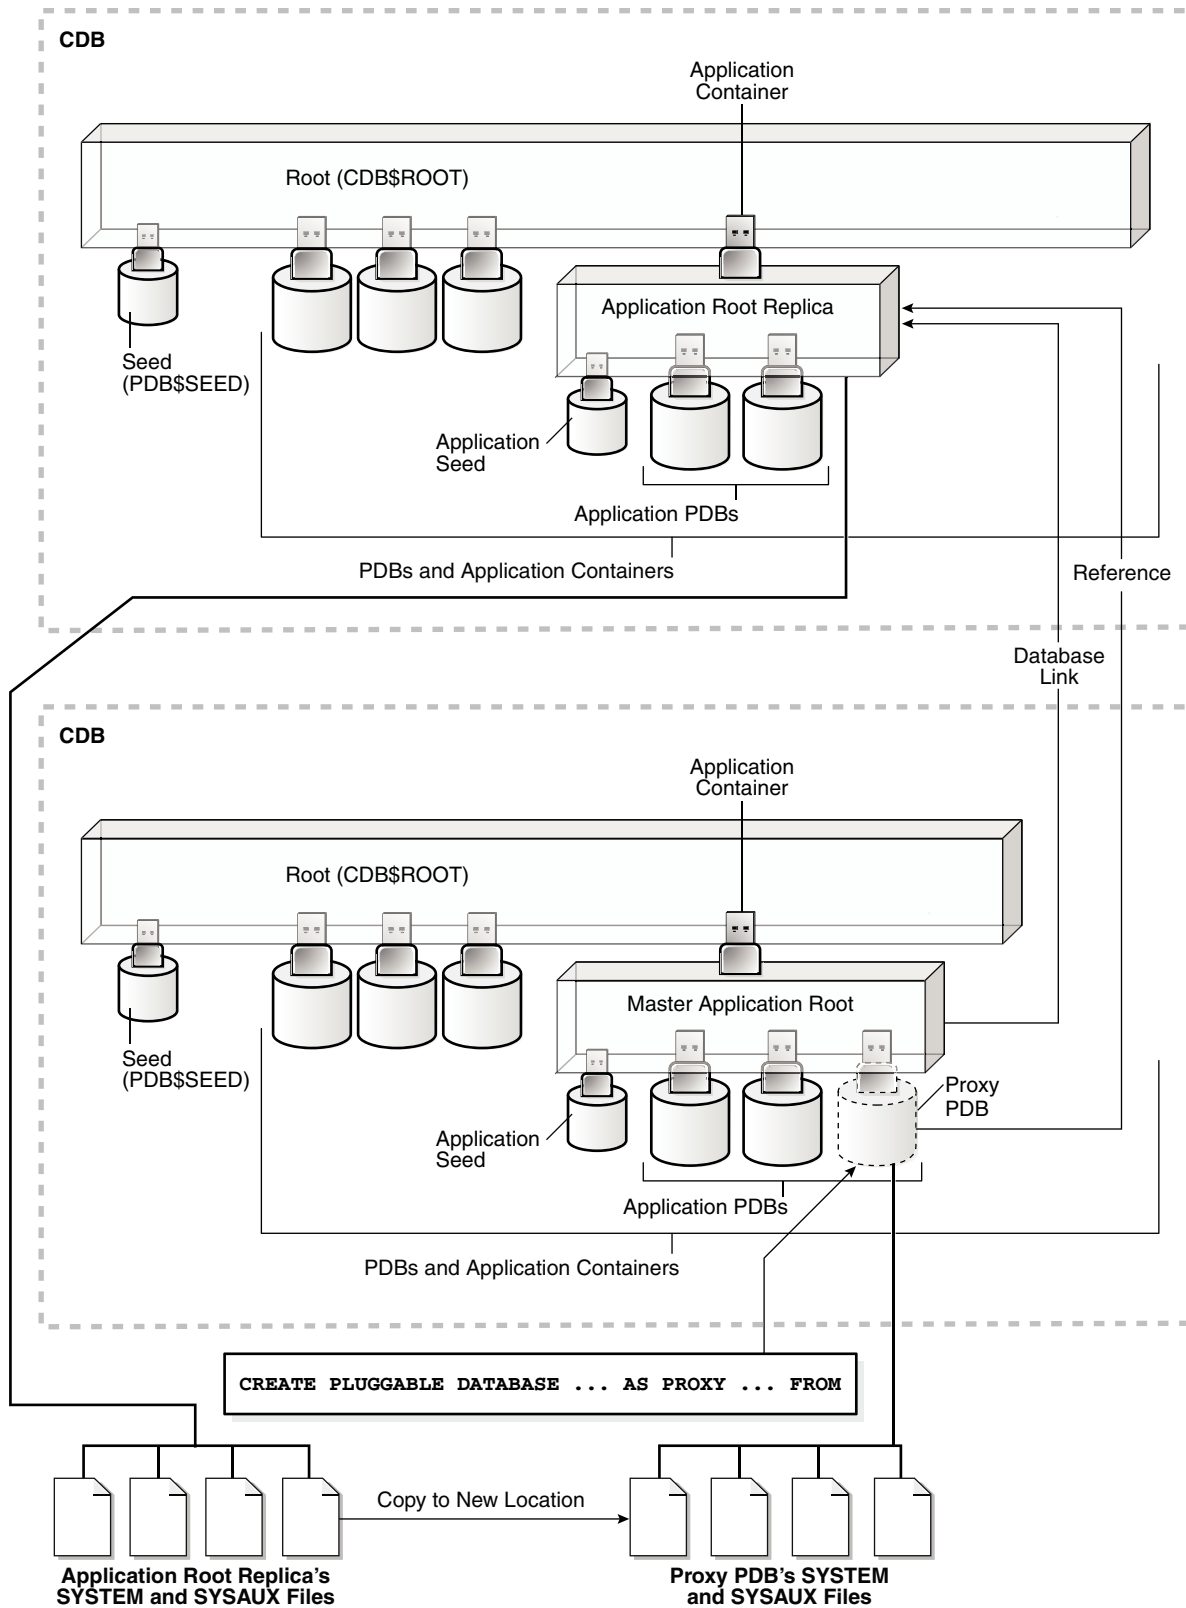 CDB
Application
Container
Root (CDB$ROOT)
Application Root Replica
Seed
(PDB$SEED)
Application
Seed
Application PDBs
PDBs and Application Containers
Reference
Database
Link
CDB
Application
Container
Root (CDB$ROOT)
Master Application Root
Seed
(PDB$SEED)
Proxy
PDB
Application
Seed
Application PDBs
PDBs and Application Containers
CREATE PLUGGABLE DATABASE ... AS PROXY ... FROM
Copy to New Location
Application Root Replica's
SYSTEM and SYSAUX Files
Proxy PDB's SYSTEM
and SYSAUX Files